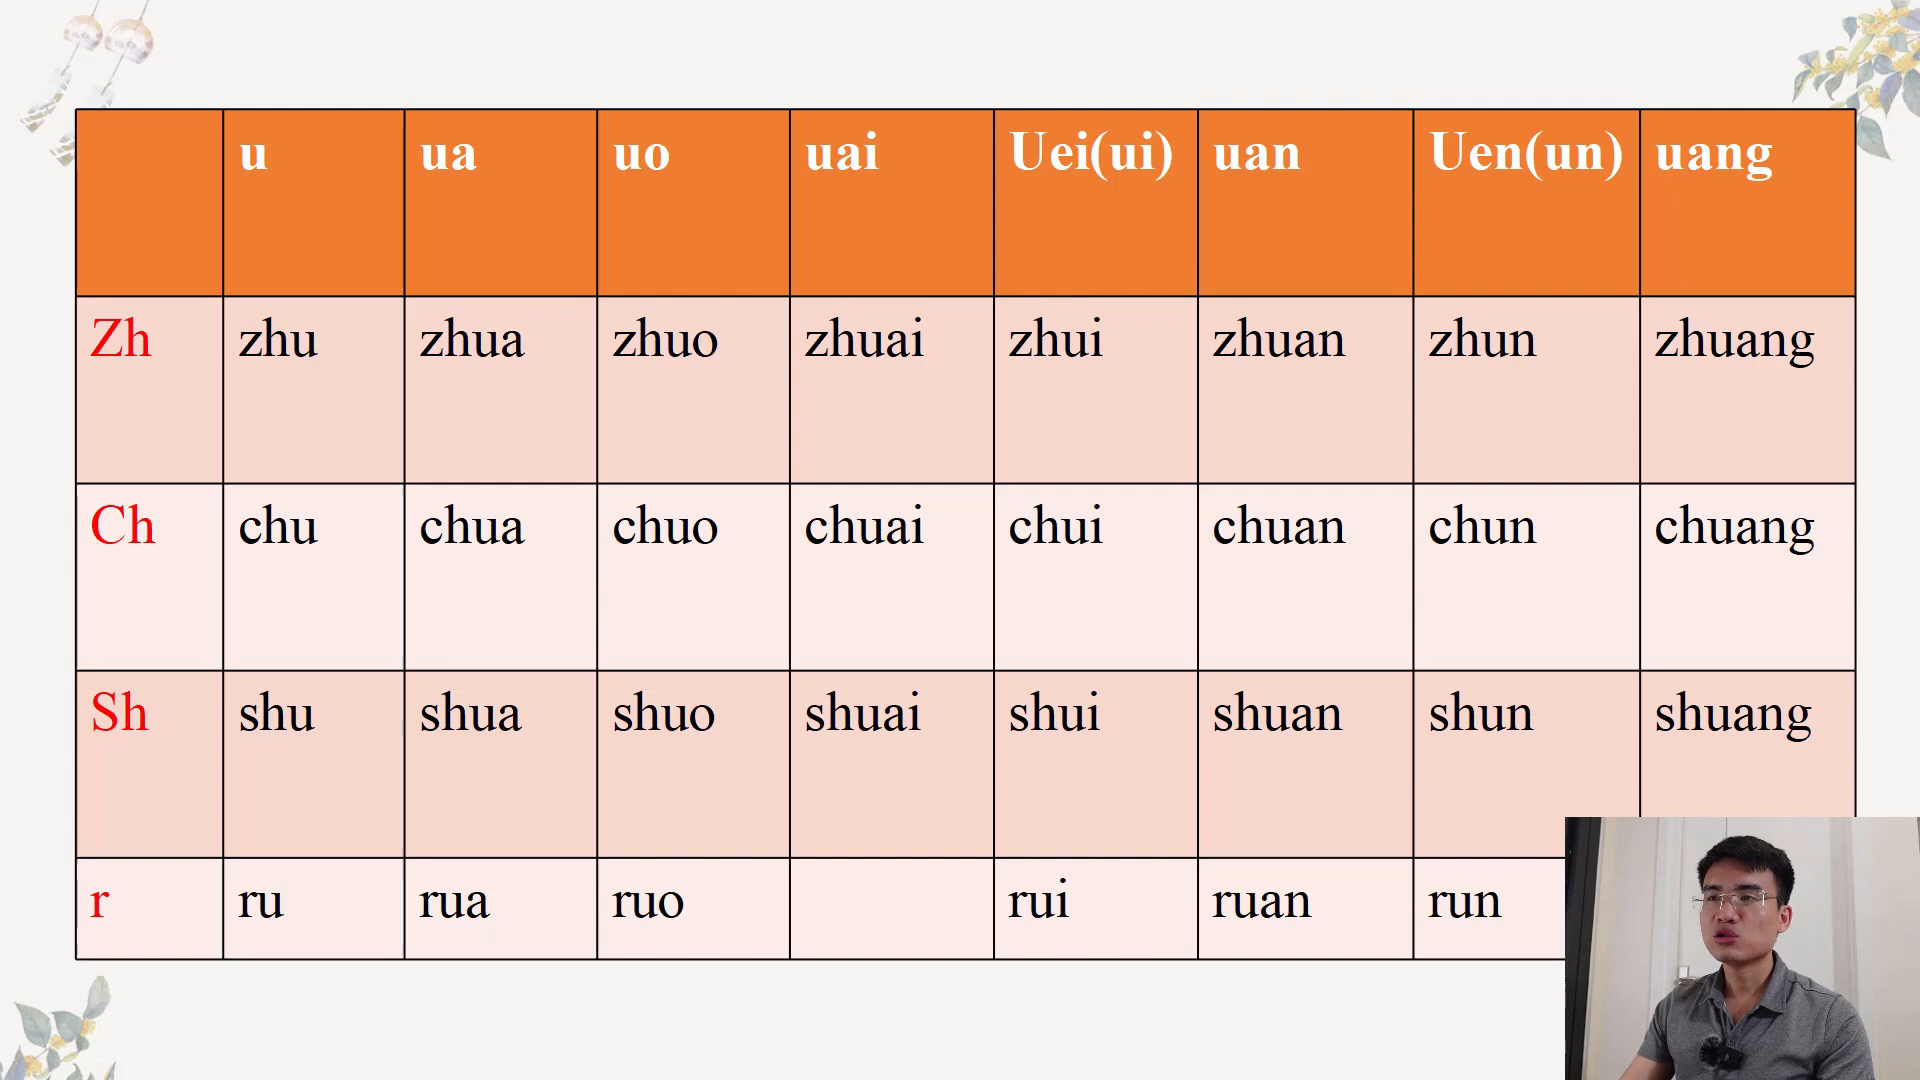 u ua uo uai Uei(ui) uan Uen(un) uang
Zh zhu zhua zhuo zhuai zhui zhuan zhun zhuang
Ch chu chua chuo chuai chui chuan chun chuang
Sh shu shua shuo shuai shui shuan shun shuang
r ru rua ruo rui ruan run